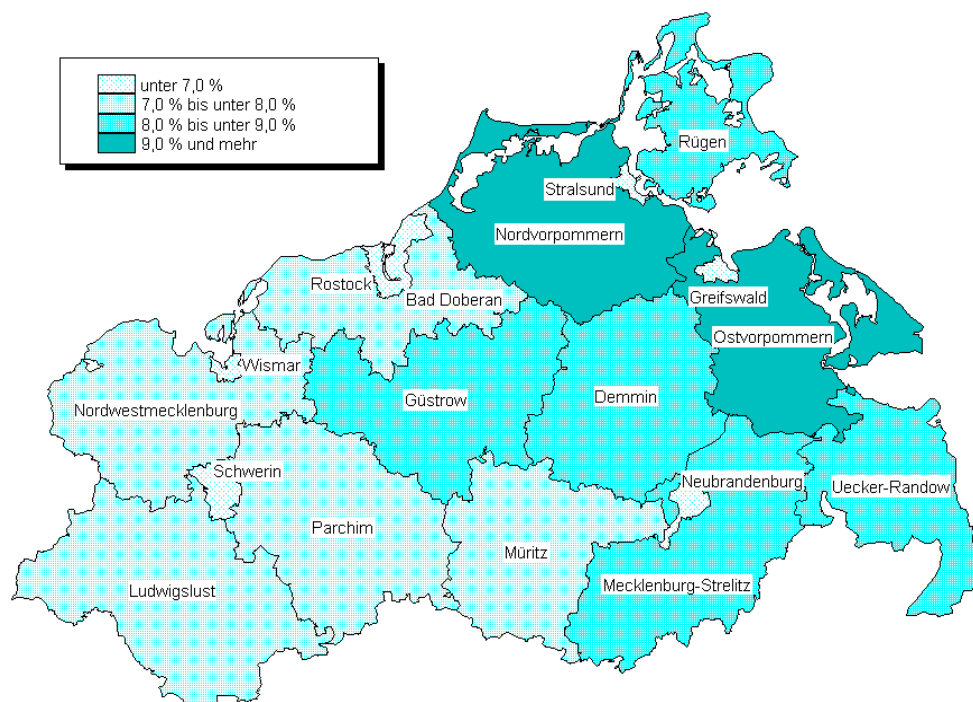 unter 7,0 %
7,0 % bis unter 8,0 %
8,0 % bis unter 9,0 %
9,0 % und mehr
Rügen
Stralsund
Nordvorpommern
Rostock
Bad Doberan
Greifswald
Ostvorpommern
Wismar
Nordwestmecklenburg
Güstrow
Demmin
Schwerin
Neubrandenburg
Uecker-Randow
Parchim
Müritz
Ludwigslust
Mecklenburg-Strelitz